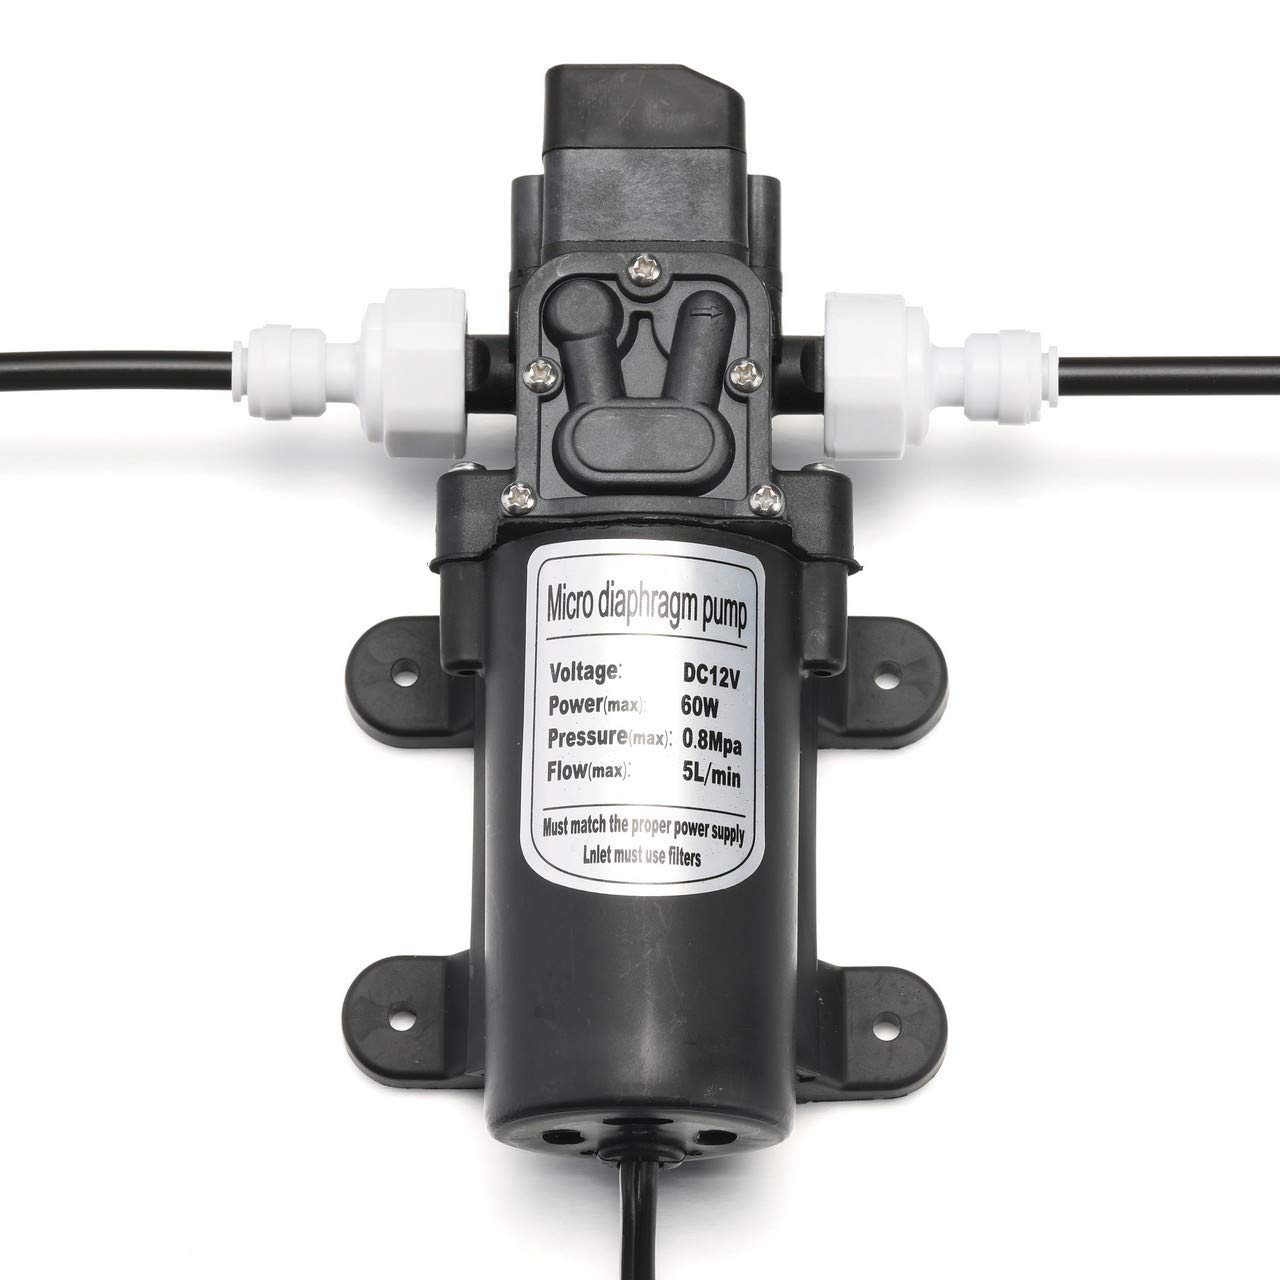 Micro diaphragm pump
Voltage: DC12V
Power(max): 60W
Pressure(max): 0.8Mpa
Flow(max): 5L/min
Must match the proper power supply
Lnlet must use filters